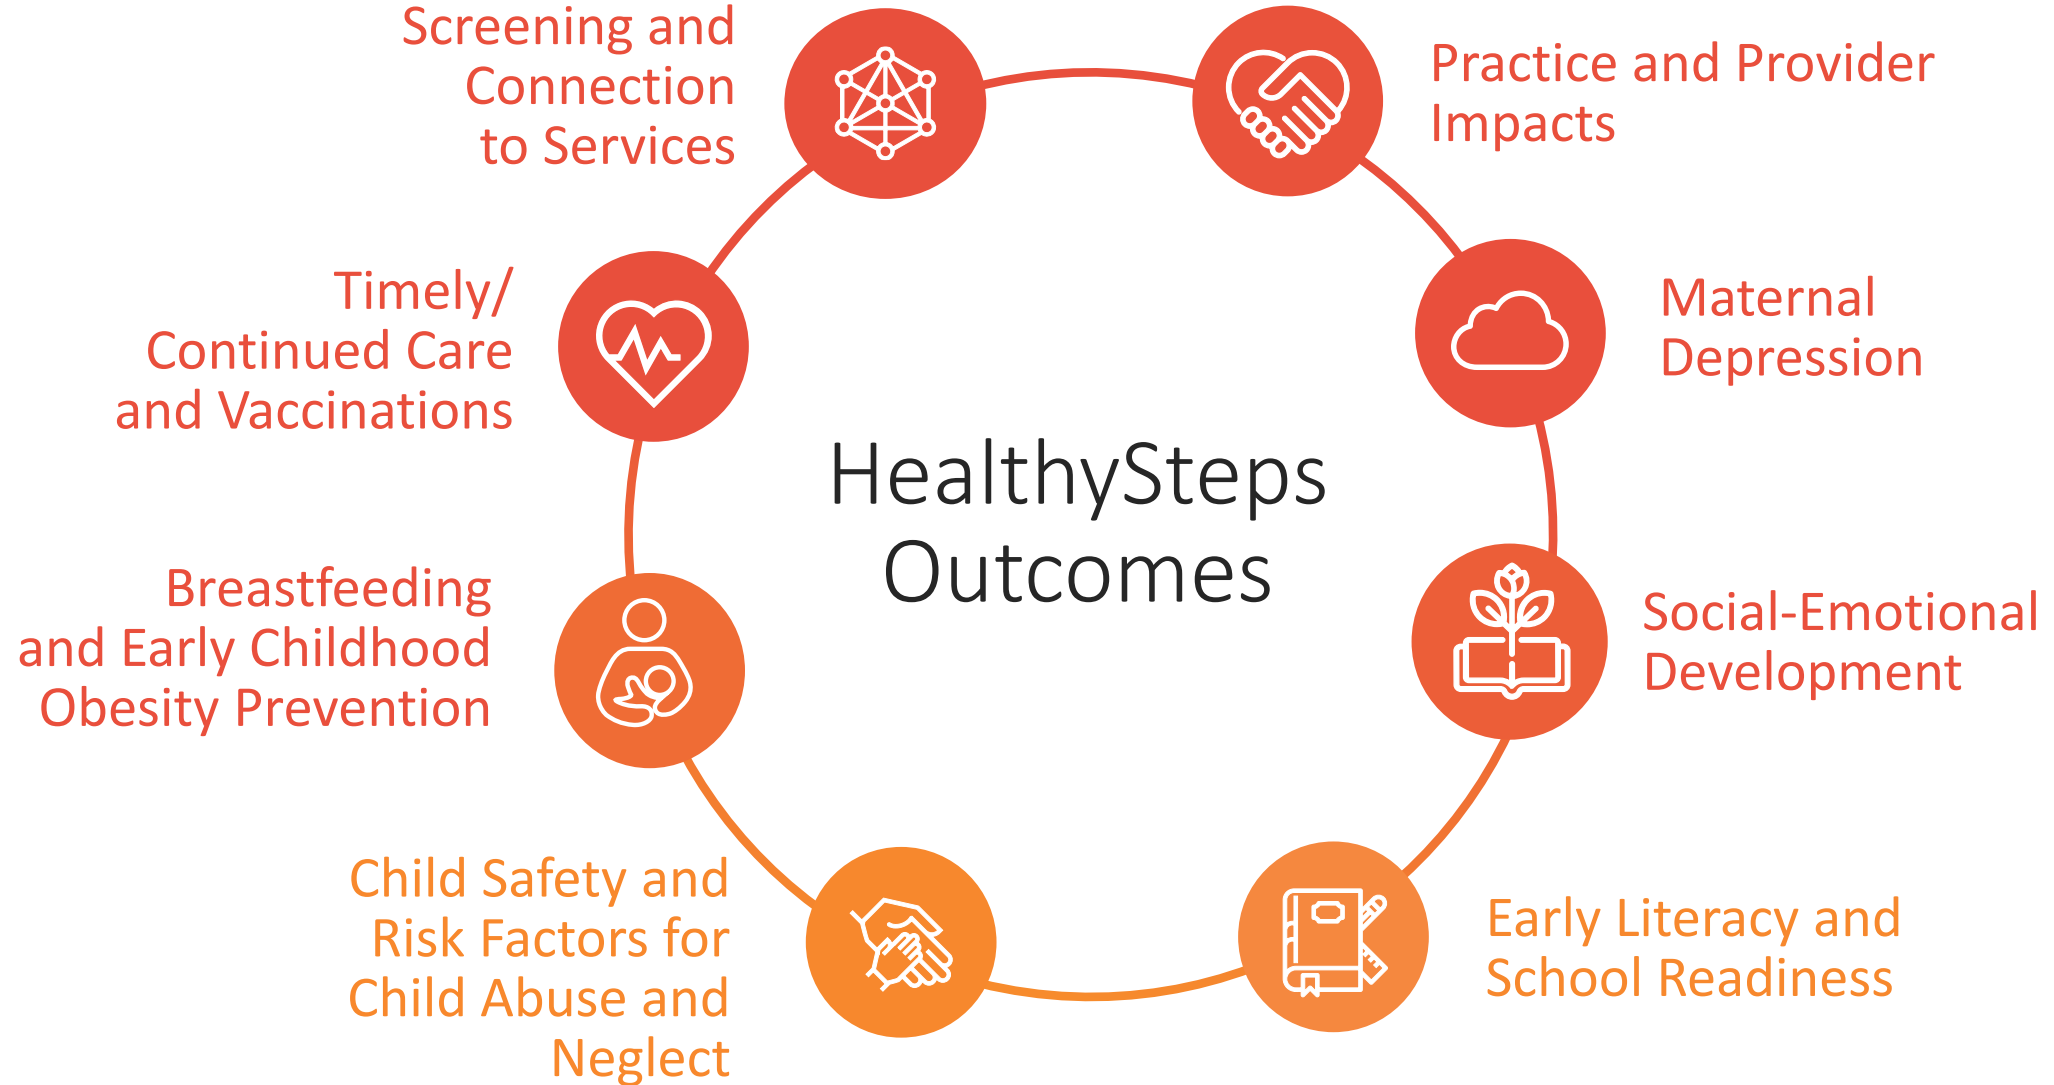 Screening and
Connection
to Services
Practice and Provider
Impacts
Timely/
Continued Care
and Vaccinations
Maternal
Depression
HealthySteps
Outcomes
Breastfeeding
and Early Childhood
Obesity Prevention
Social-Emotional
Development
Child Safety and
Risk Factors for
Child Abuse and
Neglect
Early Literacy and
School Readiness